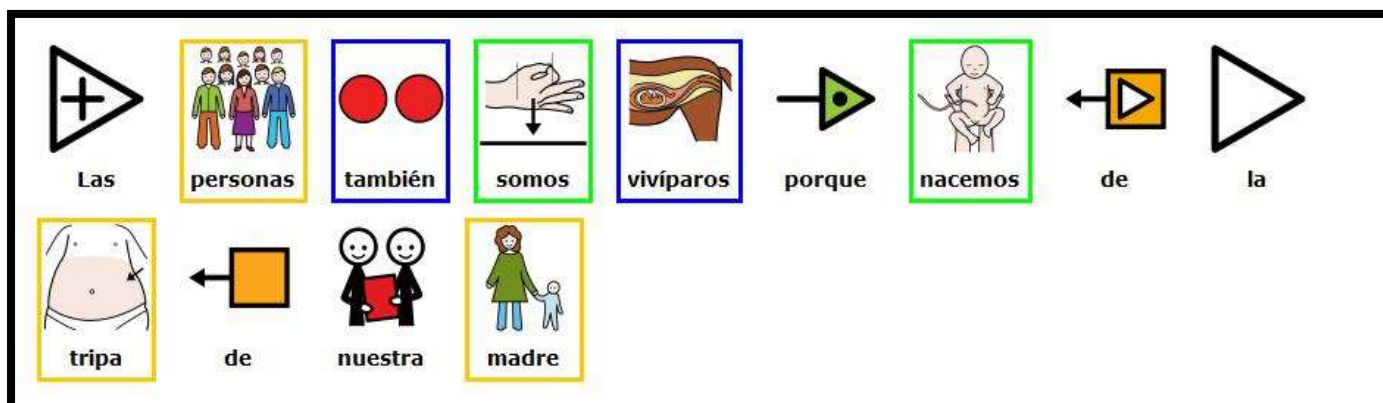 Las personas también somos vivíparos porque nacemos de la
tripa de nuestra madre